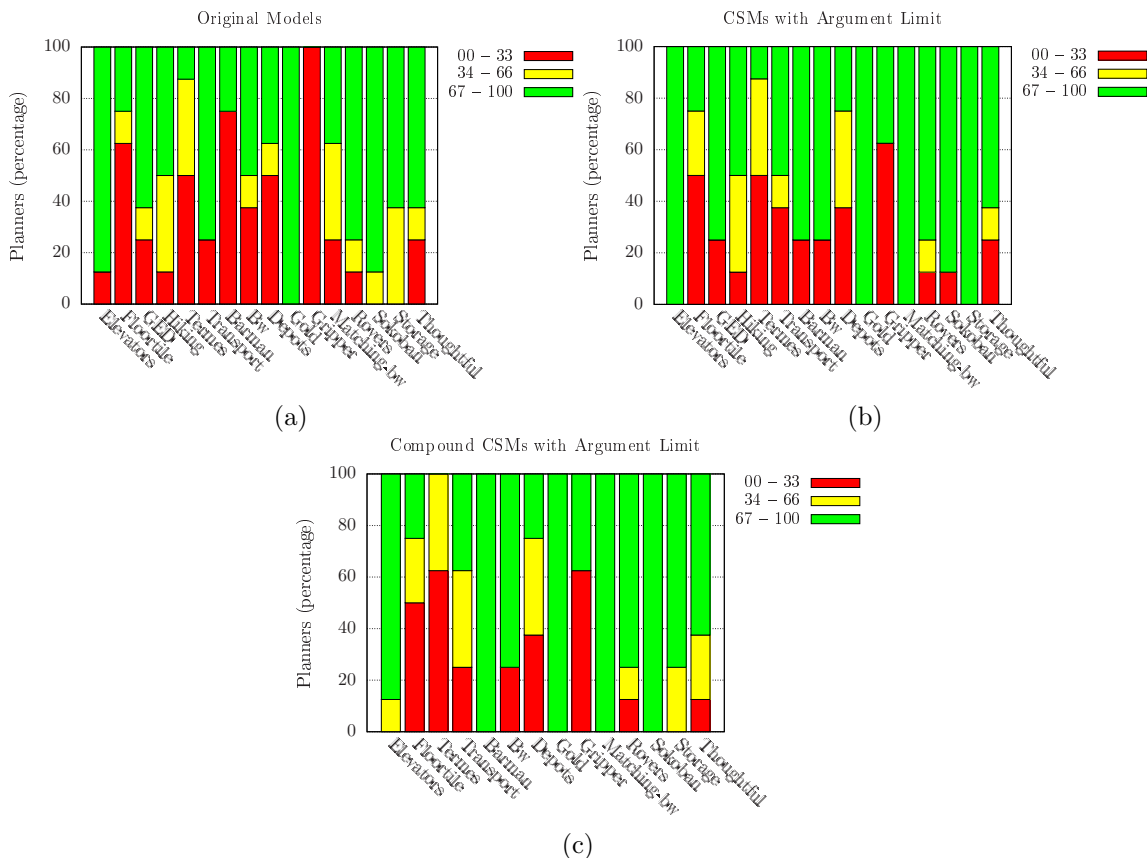 Original Models
Planners (percentage)
100
80
60
40
20
0
00 – 33
34 – 66
67 – 100
Elevators
Floortile
GED
Hiking
Termes
Transport
Barman
Bw
Depots
Gold
Gripper
Matching-bw
Rovers
Sokoban
Storage
Thoughtful
(a)
CSMs with Argument Limit
Planners (percentage)
100
80
60
40
20
0
00 – 33
34 – 66
67 – 100
Elevators
Floortile
GED
Hiking
Termes
Transport
Barman
Bw
Depots
Gold
Gripper
Matching-bw
Rovers
Sokoban
Storage
Thoughtful
(b)
Compound CSMs with Argument Limit
Planners (percentage)
100
80
60
40
20
0
00 – 33
34 – 66
67 – 100
Elevators
Floortile
Termes
Transport
Barman
Bw
Depots
Gold
Gripper
Matching-bw
Rovers
Sokoban
Storage
Thoughtful
(c)